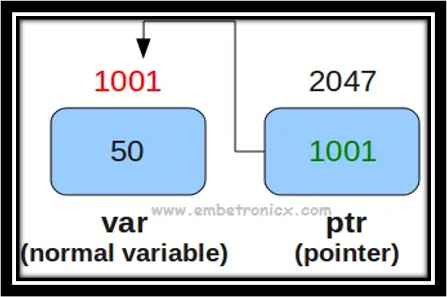 1001 2047
50 1001
www.embetronicx.com
var ptr
(normal variable) (pointer)